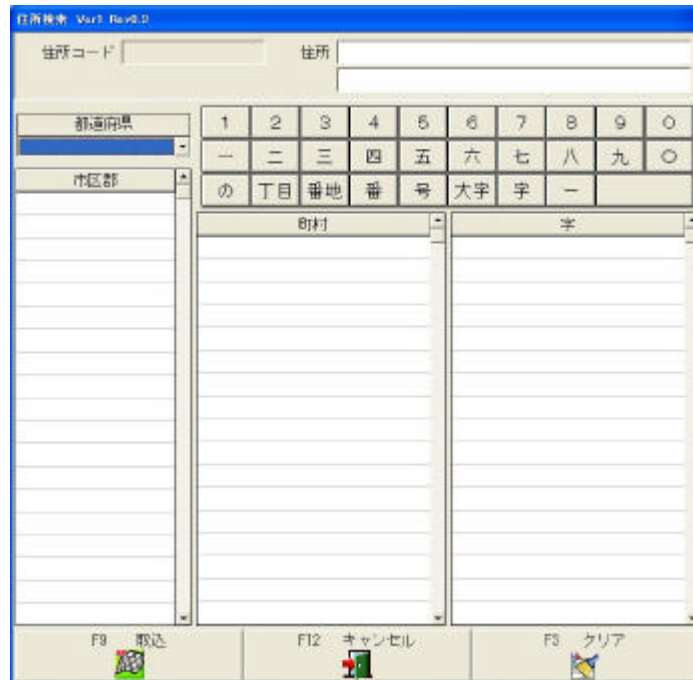 住所検索 Ver1 Rev0.2
住所コード 住所
都道府県
1 2 3 4 5 6 7 8 9 0
一 二 三 四 五 六 七 八 九 〇
市区郡
の 丁目 番地 番 号 大字 字 ー
町村 字
F9 取込 F12 キャンセル F3 クリア